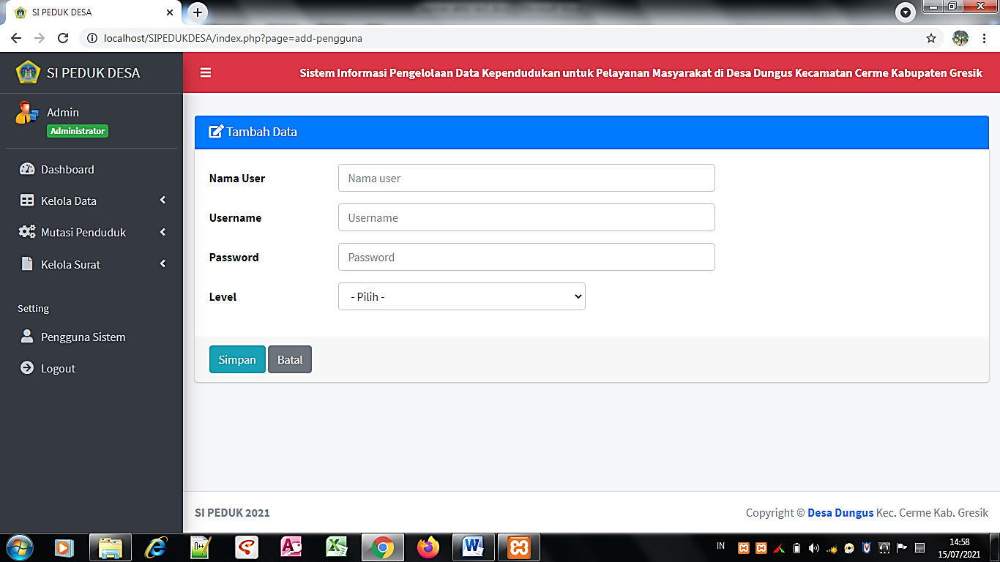 SI PEDUK DESA
localhost/SIPEDUKDESA/index.php?page=add-pengguna
SI PEDUK DESA
Sistem Informasi Pengelolaan Data Kependudukan untuk Pelayanan Masyarakat di Desa Dungus Kecamatan Cerme Kabupaten Gresik
Admin
Administrator
Dashboard
Kelola Data
Mutasi Penduduk
Kelola Surat
Setting
Pengguna Sistem
Logout
Tambah Data
Nama User
Nama user
Username
Username
Password
Password
Level
- Pilih -
Simpan
Batal
SI PEDUK 2021
Copyright © Desa Dungus Kec. Cerme Kab. Gresik
IN
14:58
15/07/2021